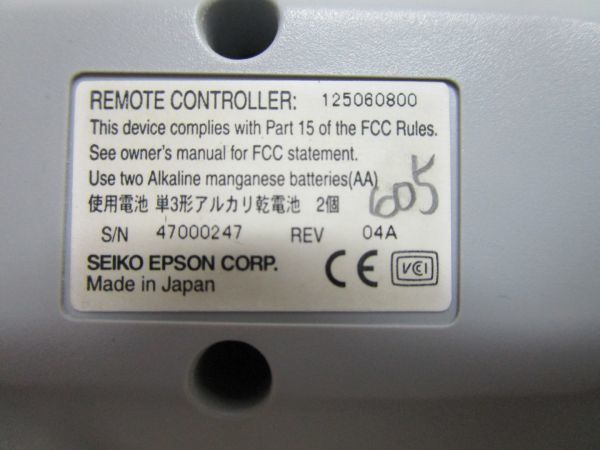 REMOTE CONTROLLER: 125060800
This device complies with Part 15 of the FCC Rules.
See owner's manual for FCC statement.
Use two Alkaline manganese batteries(AA)
605
使用電池 単3形アルカリ乾電池 2個
S/N 47000247 REV 04A
SEIKO EPSON CORP.
Made in Japan
CE
VCCI